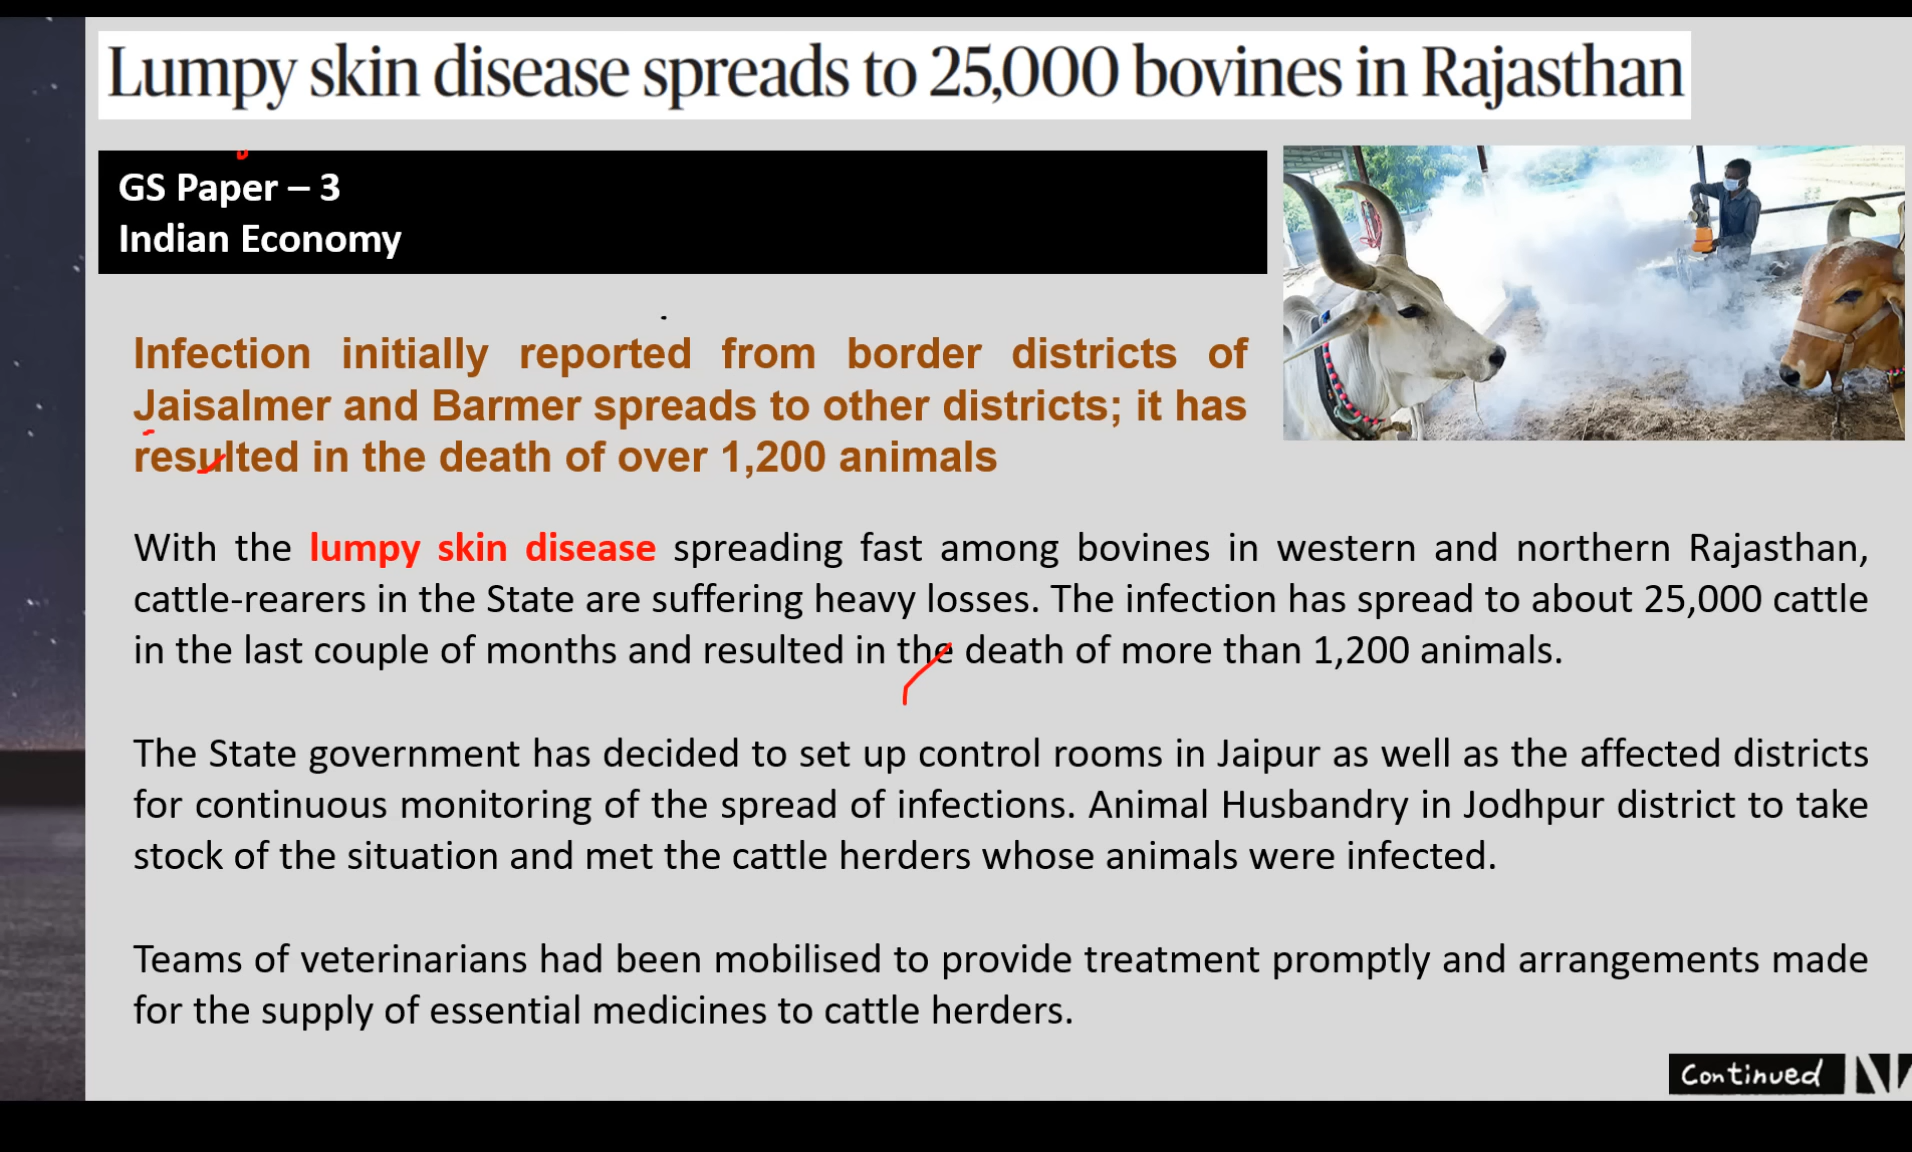 Lumpy skin disease spreads to 25,000 bovines in Rajasthan
GS Paper – 3
Indian Economy
Infection initially reported from border districts of
Jaisalmer and Barmer spreads to other districts; it has
resulted in the death of over 1,200 animals
With the lumpy skin disease spreading fast among bovines in western and northern Rajasthan,
cattle-rearers in the State are suffering heavy losses. The infection has spread to about 25,000 cattle
in the last couple of months and resulted in the death of more than 1,200 animals.
The State government has decided to set up control rooms in Jaipur as well as the affected districts
for continuous monitoring of the spread of infections. Animal Husbandry in Jodhpur district to take
stock of the situation and met the cattle herders whose animals were infected.
Teams of veterinarians had been mobilised to provide treatment promptly and arrangements made
for the supply of essential medicines to cattle herders.
Continued